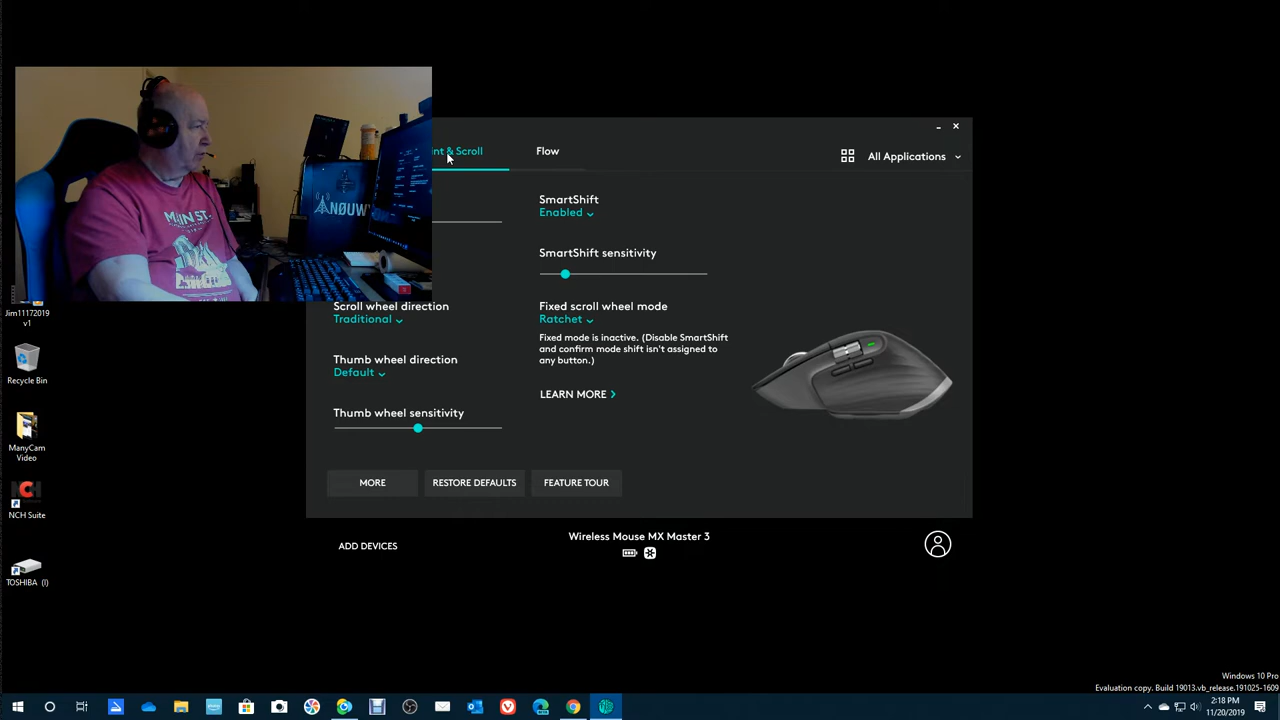 int & Scroll
Flow
All Applications
SmartShift
Enabled
SmartShift sensitivity
Scroll wheel direction
Traditional
Fixed scroll wheel mode
Ratchet
Fixed mode is inactive. (Disable SmartShift
and confirm mode shift isn't assigned to
any button.)
Thumb wheel direction
Default
LEARN MORE
Thumb wheel sensitivity
MORE
RESTORE DEFAULTS
FEATURE TOUR
ADD DEVICES
Wireless Mouse MX Master 3
MAIN ST.
ANØUW
Jim11172019
v1
Recycle Bin
ManyCam
Video
NCH Suite
TOSHIBA (I)
Windows 10 Pro
Evaluation copy. Build 19013.vb_release.191025-1609
2:18 PM
11/20/2019